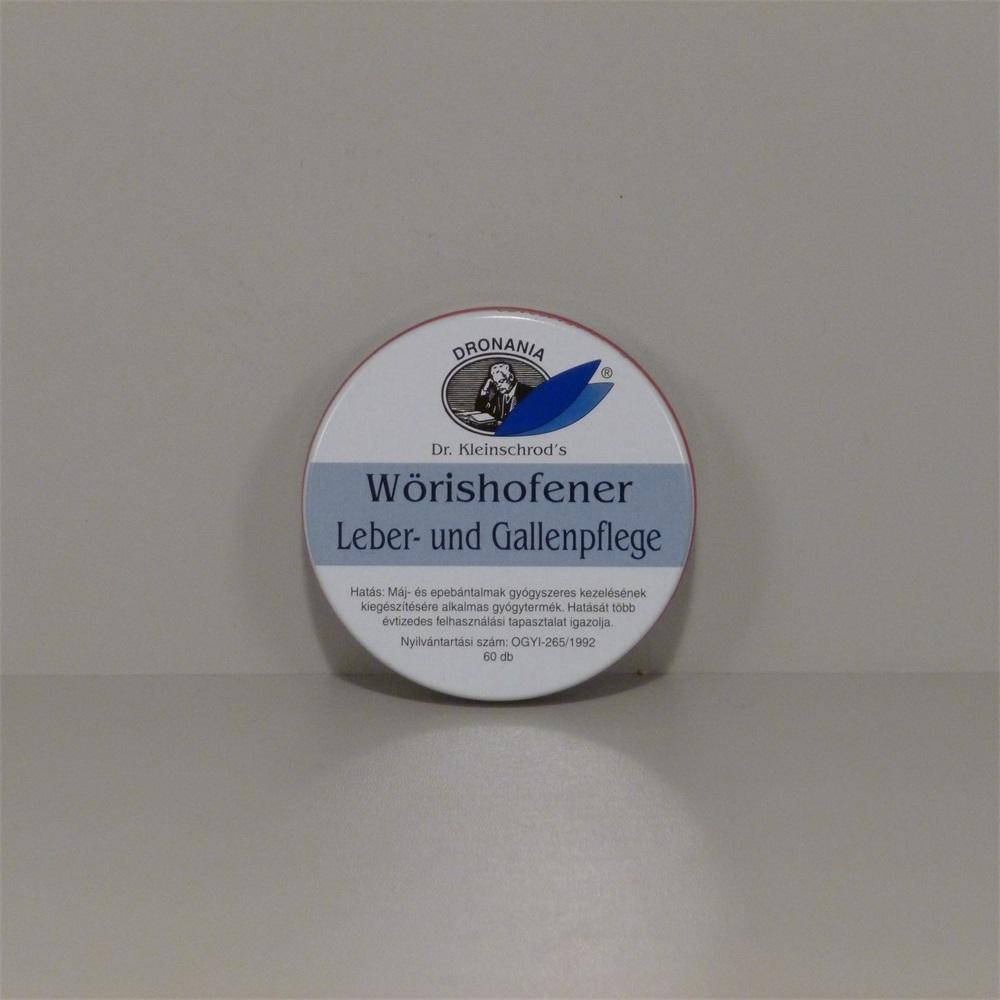 DRONANIA
®
Dr. Kleinschrod's
Wörishofener
Leber- und Gallenpflege
Hatás: Máj- és epebántalmak gyógyszeres kezelésének
kiegészítésére alkalmas gyógytermék. Hatását több
évtizedes felhasználási tapasztalat igazolja.
Nyilvántartási szám: OGYI-265/1992
60 db